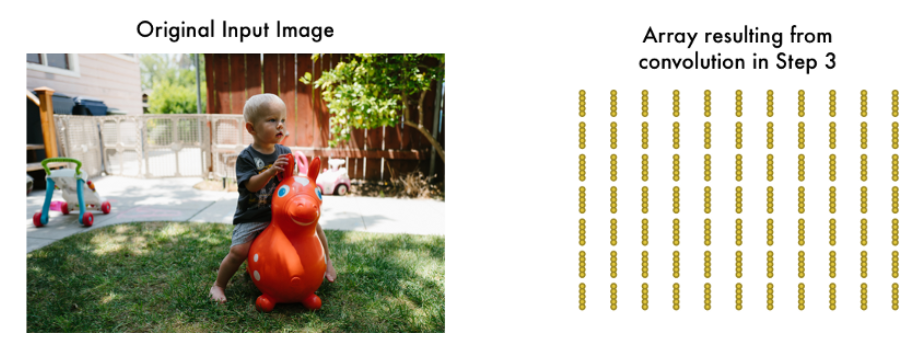 Original Input Image
Array resulting from
convolution in Step 3